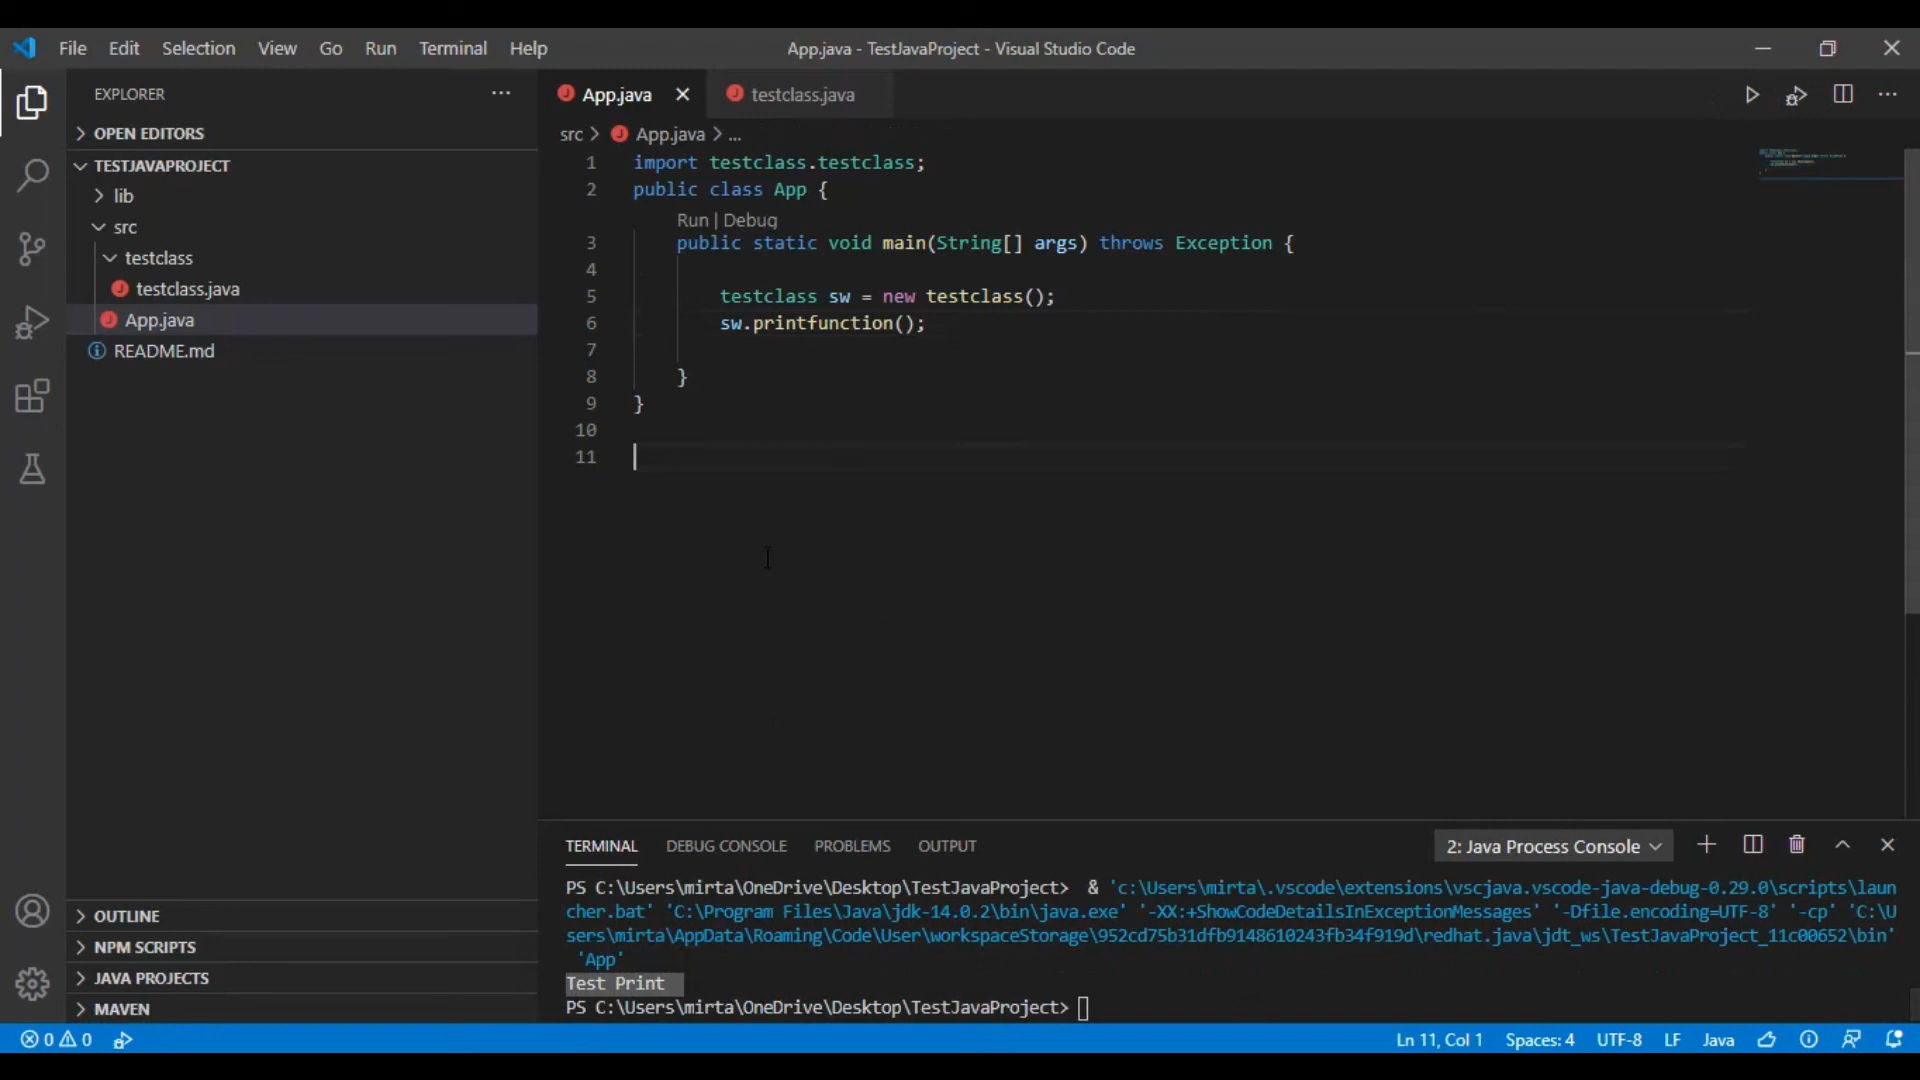 File Edit Selection View Go Run Terminal Help
App.java - TestJavaProject - Visual Studio Code
EXPLORER
OPEN EDITORS
TESTJAVAPROJECT
lib
src
testclass
testclass.java
App.java
README.md
OUTLINE
NPM SCRIPTS
JAVA PROJECTS
MAVEN
App.java testclass.java
src > App.java > ...
1 import testclass.testclass;
2 public class App {
Run | Debug
3 public static void main(String[] args) throws Exception {
4
5 testclass sw = new testclass();
6 sw.printfunction();
7
8 }
9 }
10
11
TERMINAL DEBUG CONSOLE PROBLEMS OUTPUT
2: Java Process Console
PS C:\Users\mirta\OneDrive\Desktop\TestJavaProject> & 'c:\Users\mirta\.vscode\extensions\vscjava.vscode-java-debug-0.29.0\scripts\laun
cher.bat' 'C:\Program Files\Java\jdk-14.0.2\bin\java.exe' '-XX:+ShowCodeDetailsInExceptionMessages' '-Dfile.encoding=UTF-8' '-cp' 'C:\U
sers\mirta\AppData\Roaming\Code\User\workspaceStorage\952cd75b31dfb9148610243fb34f919d\redhat.java\jdt_ws\TestJavaProject_11c00652\bin'
'App'
Test Print
PS C:\Users\mirta\OneDrive\Desktop\TestJavaProject>
0 0
Ln 11, Col 1 Spaces: 4 UTF-8 LF Java